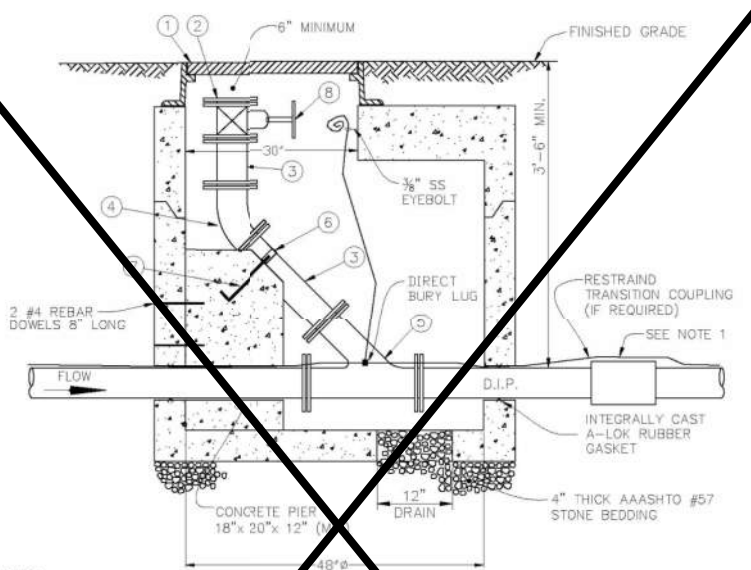 ① ② 6" MINIMUM
FINISHED GRADE
⑧
30"
③
3'-6" MIN.
3/8" SS
EYEBOLT
④ ⑥
⑦ ③
2 #4 REBAR
DOWELS 8" LONG
DIRECT
BURY LUG
RESTRAIND
TRANSITION COUPLING
(IF REQUIRED)
⑤
SEE NOTE 1
FLOW
D.I.P.
INTEGRALLY CAST
A-LOK RUBBER
GASKET
CONCRETE PIER
18"x 20"x 12"
12"
DRAIN
4" THICK AAASHTO #57
STONE BEDDING
48"ø